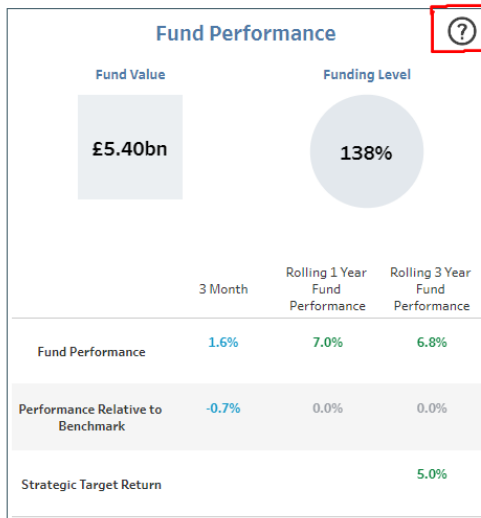 Fund Performance
?
Fund Value
Funding Level
£5.40bn
138%
3 Month
Rolling 1 Year
Fund
Performance
Rolling 3 Year
Fund
Performance
Fund Performance
1.6%
7.0%
6.8%
Performance Relative to
Benchmark
-0.7%
0.0%
0.0%
Strategic Target Return
5.0%